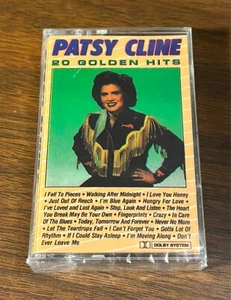 PATSY CLINE
20 GOLDEN HITS
I Fall To Pieces • Walking After Midnight • I Love You Honey
• Just Out Of Reach • I'm Blue Again • Hungry For Love •
I've Loved and Lost Again • Stop, Look And Listen • The Heart
You Break May Be Your Own • Fingerprints • Crazy • In Care
Of The Blues • Today, Tomorrow And Forever • Never No More
• Let The Teardrops Fall • I Can't Forget You • Gotta Lot Of
Rhythm • If I Could Stay Asleep • I'm Moving Along • Don't
Ever Leave Me
DOLBY SYSTEM